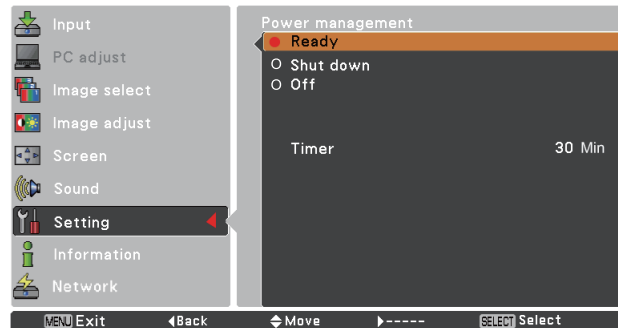 Input
PC adjust
Image select
Image adjust
Screen
Sound
Setting
Information
Network
Power management
Ready
Shut down
Off
Timer 30 Min
MENU Exit ◀Back Move ▶----- SELECT Select